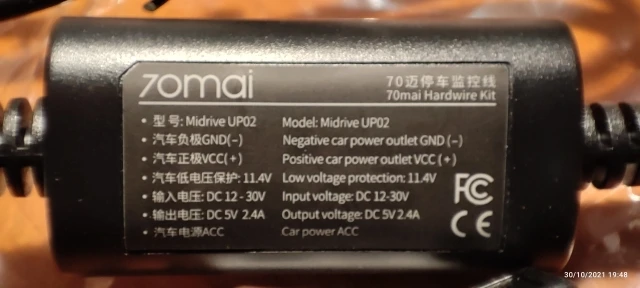 70mai
70迈停车监控线
70mai Hardwire Kit
• 型 号: Midrive UP02 Model: Midrive UP02
• 汽车负极GND(−) Negative car power outlet GND (−)
• 汽车正极VCC(+) Positive car power outlet VCC (+)
• 汽车低电压保护: 11.4V Low voltage protection: 11.4V
• 输入电压: DC 12 - 30V Input voltage: DC 12-30V
• 输出电压: DC 5V 2.4A Output voltage: DC 5V 2.4A
• 汽车电源ACC Car power ACC
FC
CE
30/10/2021 19:48